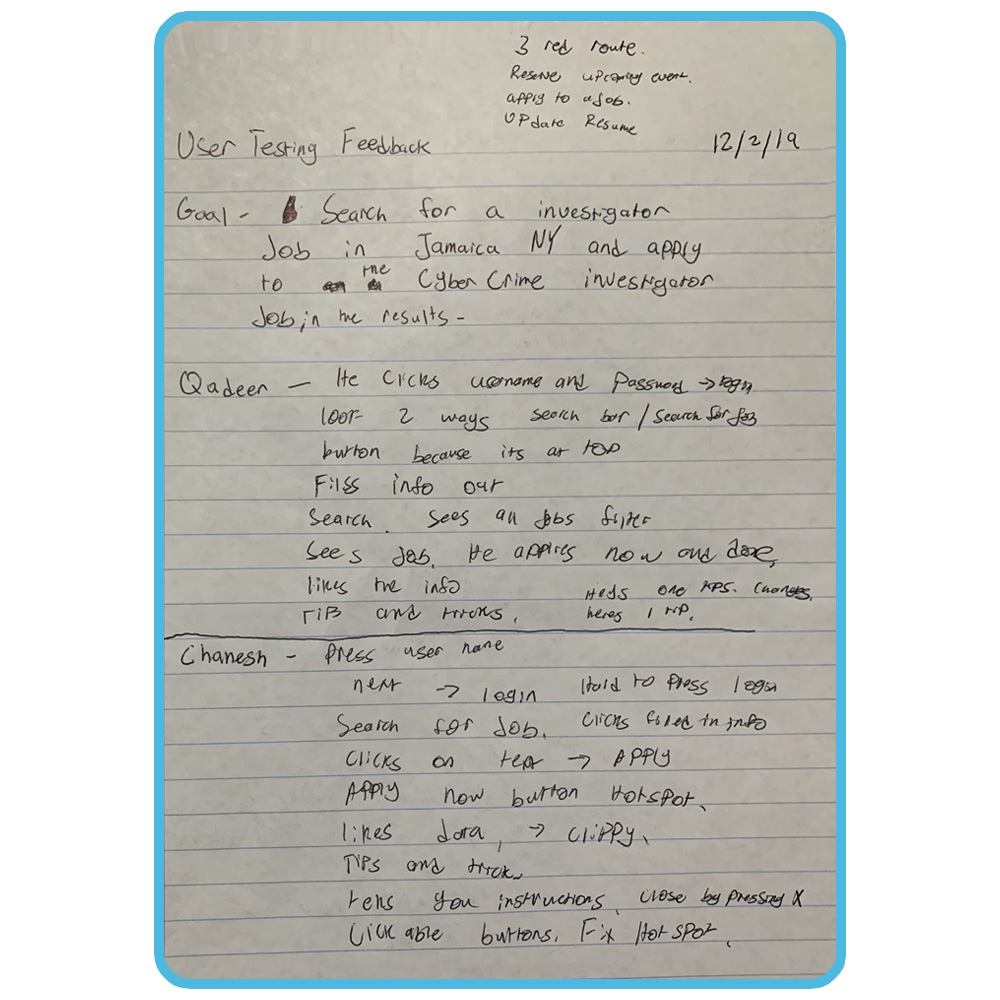 3 red route.
Reserve upcoming event.
apply to a Job.
UPdate Resume
User Testing Feedback 12/2/19
Goal - Search for a investigator
Job in Jamaica NY and apply
to the Cyber Crime investigator
Job in the results -
Qadeer - He clicks username and Password → login
look 2 ways search bar / search for job
button because its at top
Fills info out
Search. Sees all jobs filter
Sees Job. He applies now and done,
likes the info one tips.
Tips and tricks, heres 1 tip.
Chanesh - Press user name
next → login Hard to press login
Search for Job. Clicks filled in info
Clicks on text → APPly
APPly now button HotsPot.
likes data, → cliPPy.
TiPs and trick.
tells you instructions. Close by pressing X
Click able buttons. Fix Hot SPot.